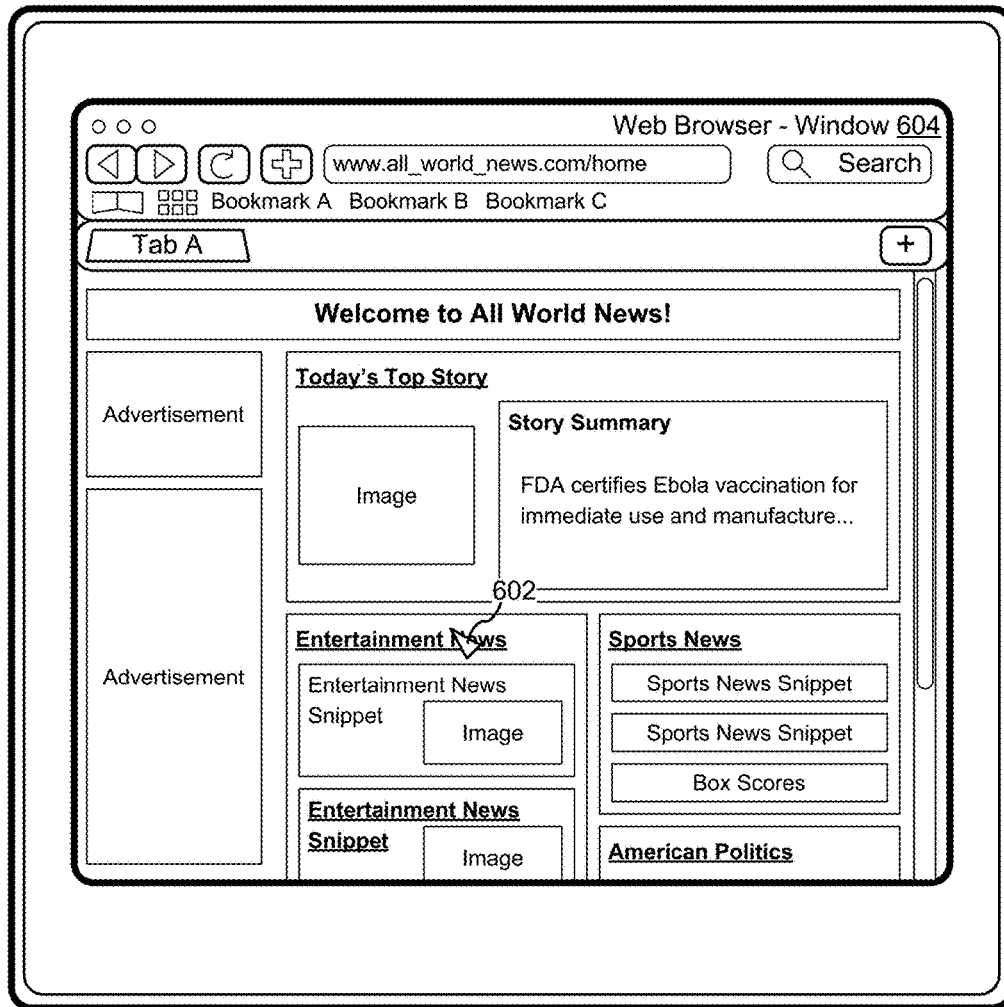 Web Browser - Window 604
www.all_world_news.com/home
Search
Bookmark A Bookmark B Bookmark C
Tab A
+
Welcome to All World News!
Advertisement
Today's Top Story
Image
Story Summary
FDA certifies Ebola vaccination for
immediate use and manufacture...
602
Advertisement
Entertainment News
Entertainment News
Snippet
Image
Entertainment News
Snippet
Image
Sports News
Sports News Snippet
Sports News Snippet
Box Scores
American Politics